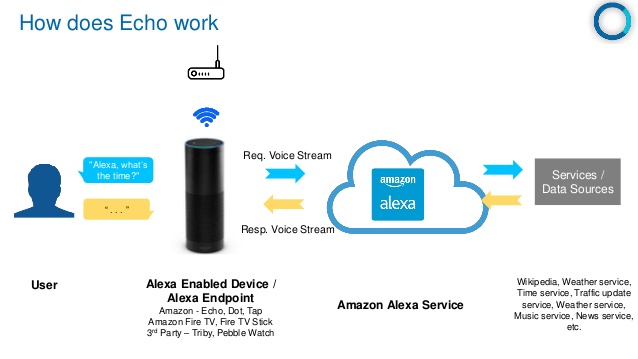 How does Echo work
"Alexa, what's
the time?"
". . . "
Req. Voice Stream
Resp. Voice Stream
amazon
alexa
Services /
Data Sources
User
Alexa Enabled Device /
Alexa Endpoint
Amazon - Echo, Dot, Tap
Amazon Fire TV, Fire TV Stick
3rd Party – Triby, Pebble Watch
Amazon Alexa Service
Wikipedia, Weather service,
Time service, Traffic update
service, Weather service,
Music service, News service,
etc.